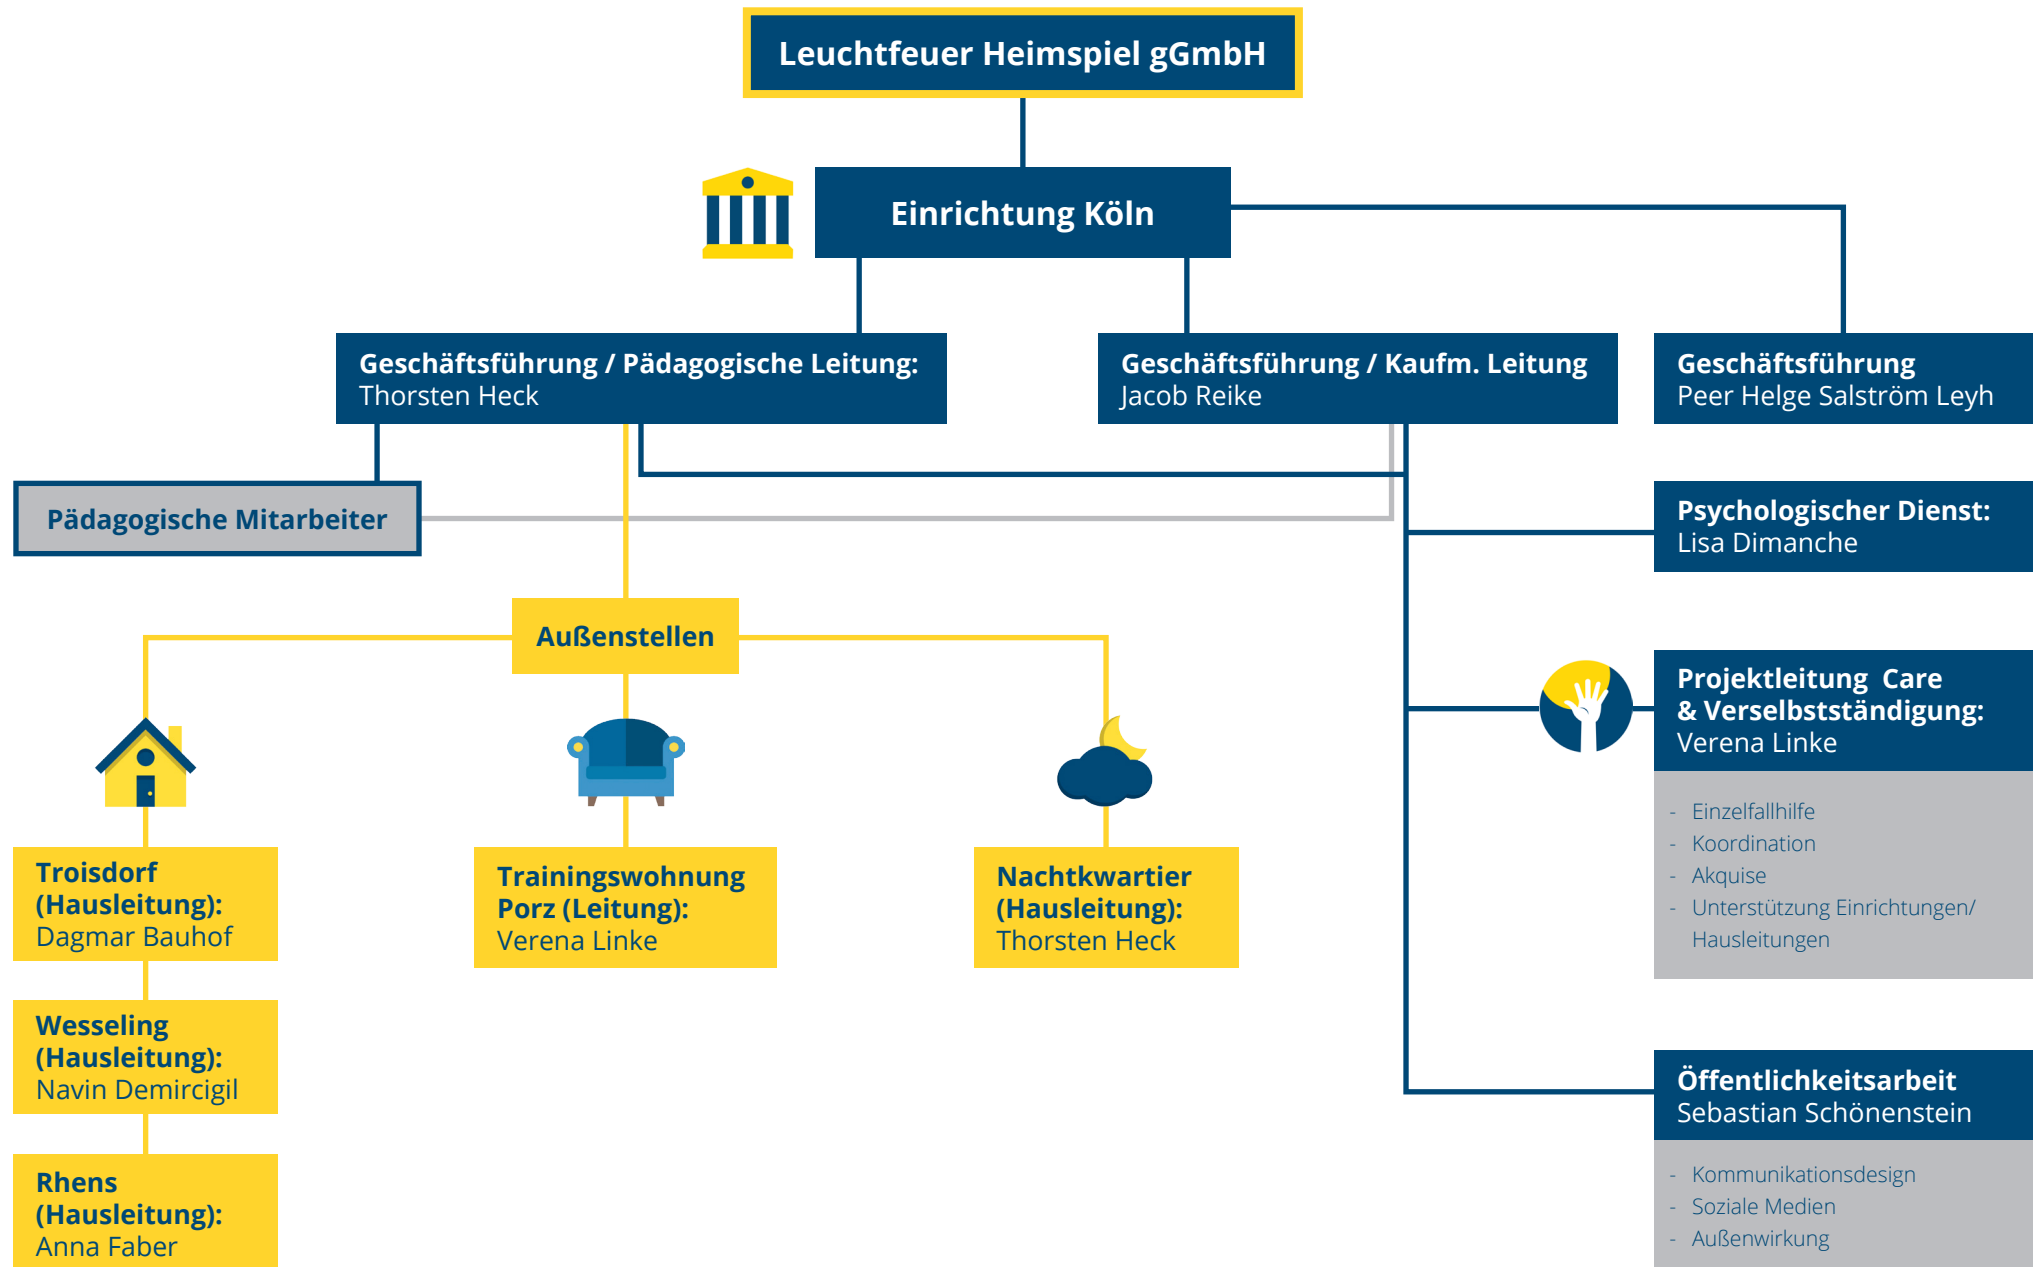 Leuchtfeuer Heimspiel gGmbH
Einrichtung Köln
Geschäftsführung / Pädagogische Leitung:
Thorsten Heck
Geschäftsführung / Kaufm. Leitung
Jacob Reike
Geschäftsführung
Peer Helge Salström Leyh
Pädagogische Mitarbeiter
Psychologischer Dienst:
Lisa Dimanche
Außenstellen
Projektleitung Care
& Verselbstständigung:
Verena Linke
- Einzelfallhilfe
- Koordination
- Akquise
- Unterstützung Einrichtungen/
Hausleitungen
Troisdorf
(Hausleitung):
Dagmar Bauhof
Trainingswohnung
Porz (Leitung):
Verena Linke
Nachtkwartier
(Hausleitung):
Thorsten Heck
Wesseling
(Hausleitung):
Navin Demircigil
Rhens
(Hausleitung):
Anna Faber
Öffentlichkeitsarbeit
Sebastian Schönenstein
- Kommunikationsdesign
- Soziale Medien
- Außenwirkung